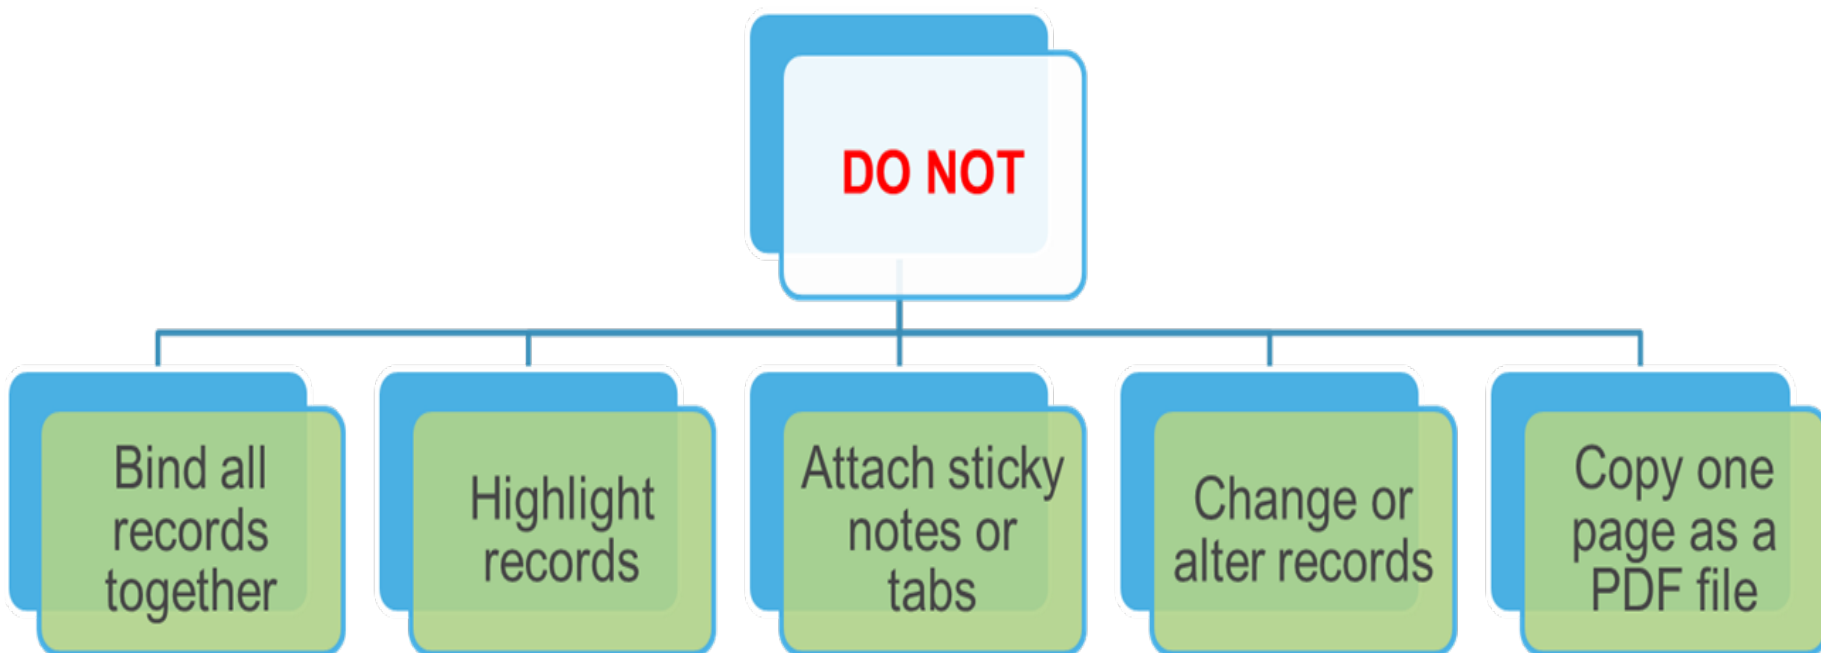 DO NOT
Bind all
records
together
Highlight
records
Attach sticky
notes or
tabs
Change or
alter records
Copy one
page as a
PDF file